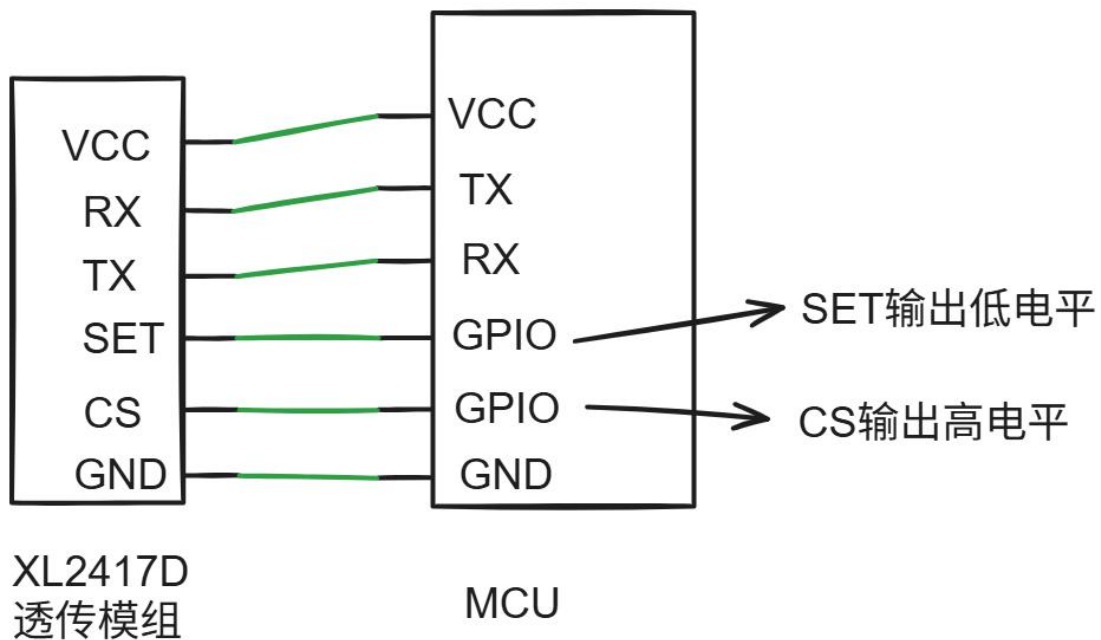 VCC
RX
TX
SET
CS
GND
XL2417D
透传模组
VCC
TX
RX
GPIO
GPIO
GND
MCU
SET输出低电平
CS输出高电平